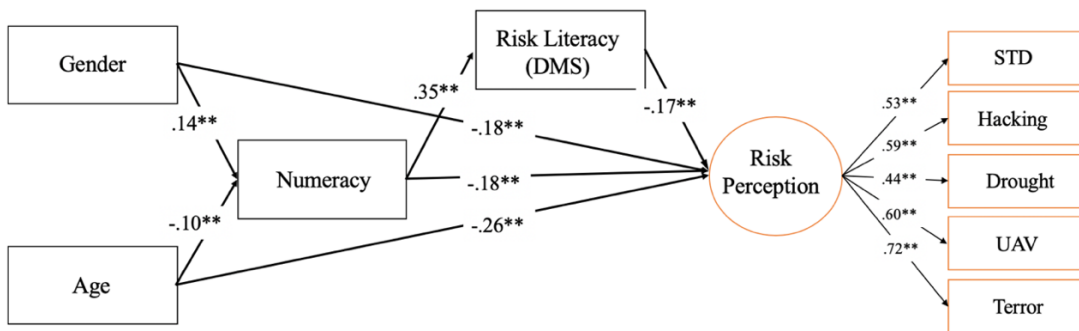 Gender
Risk Literacy
(DMS)
STD
.35**
-.17**
.53**
.14**
-.18**
Hacking
.59**
Numeracy
-.18**
Risk
Perception
.44**
Drought
-.10**
-.26**
.60**
UAV
.72**
Age
Terror